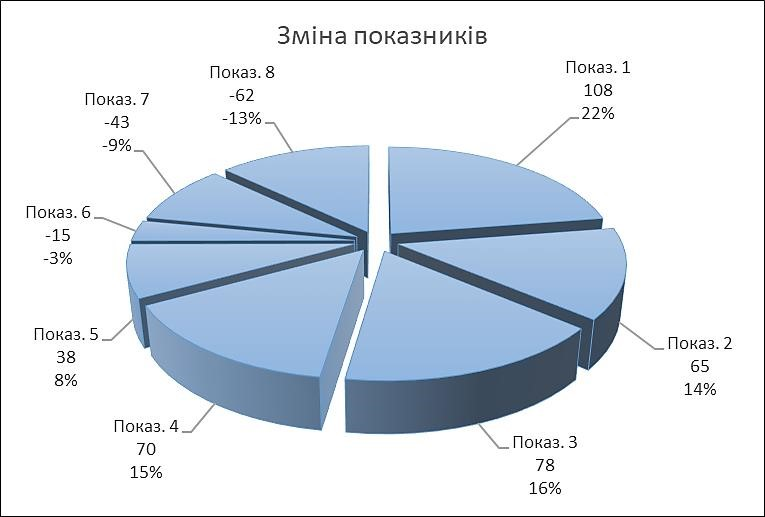 Зміна показників
Показ. 1
108
22%
Показ. 2
65
14%
Показ. 3
78
16%
Показ. 4
70
15%
Показ. 5
38
8%
Показ. 6
-15
-3%
Показ. 7
-43
-9%
Показ. 8
-62
-13%